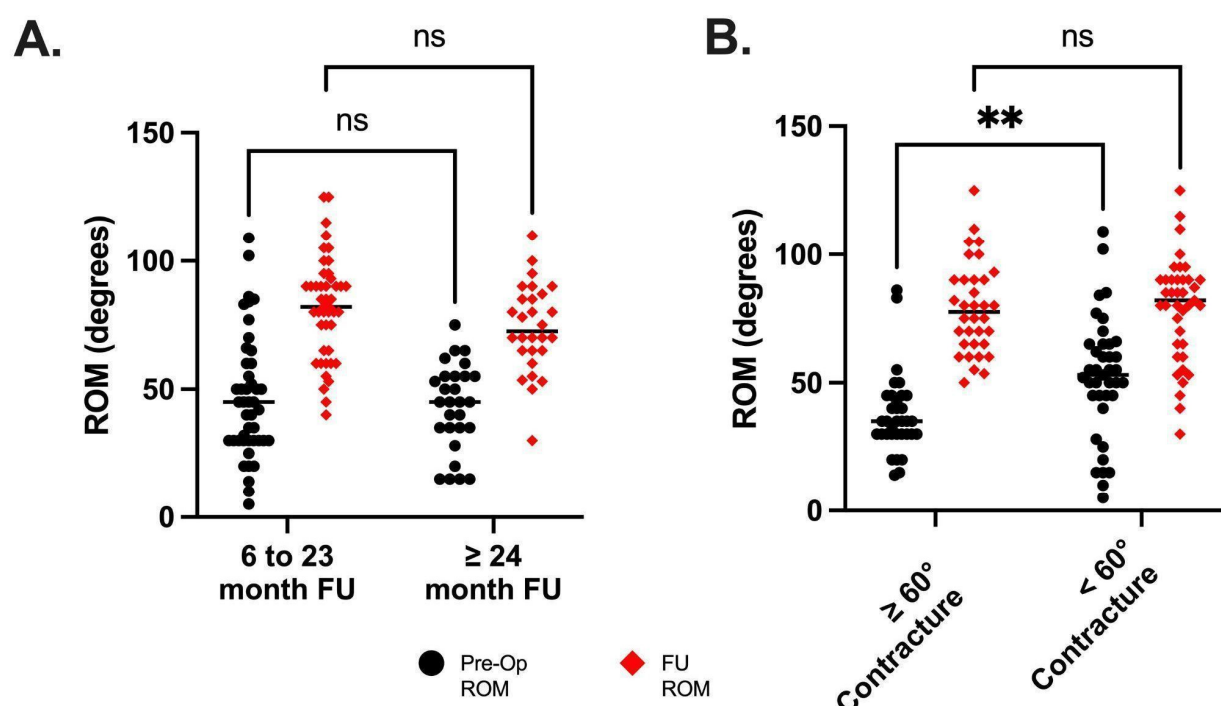 A.
ns
ns
150
100
50
0
ROM (degrees)
6 to 23
month FU
≥ 24
month FU
B.
ns
**
150
100
50
0
ROM (degrees)
≥ 60°
Contracture
< 60°
Contracture
Pre-Op
ROM
FU
ROM